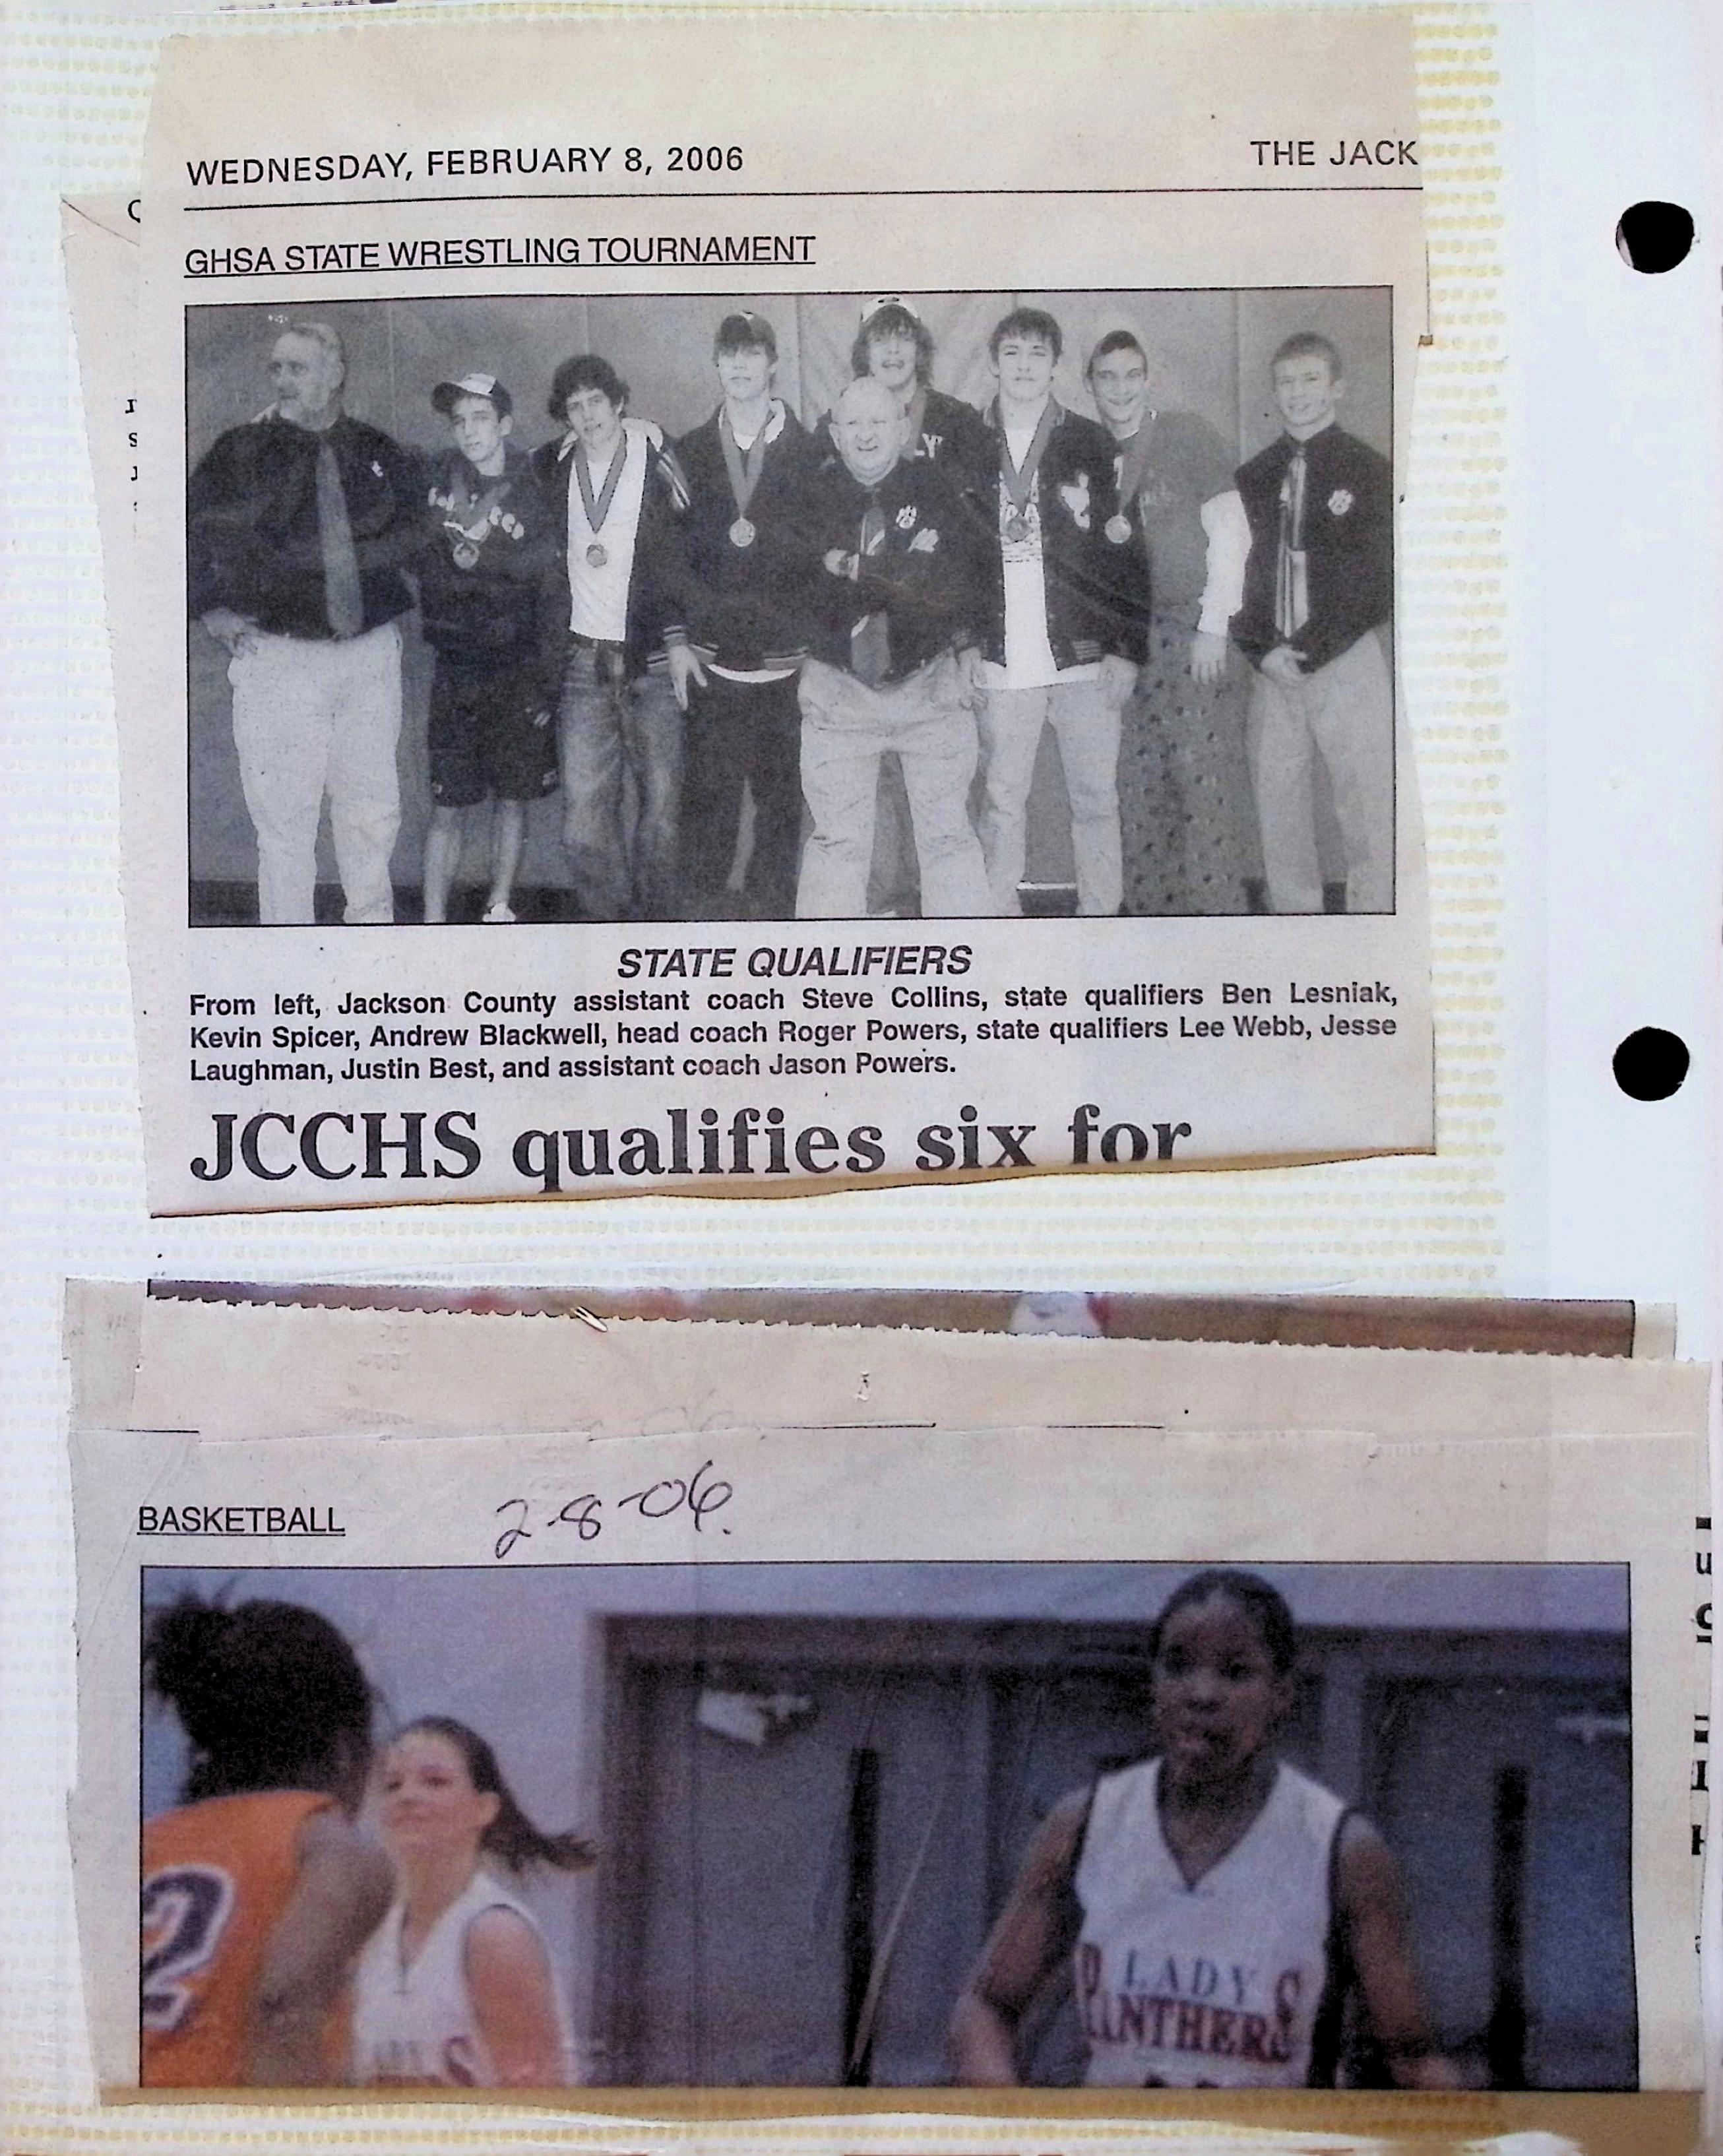 WEDNESDAY, FEBRUARY 8, 2006
THE JACK
GHSA STATE WRESTLING TOURNAMENT
STATE QUALIFIERS
From left, Jackson County assistant coach Steve Collins, state qualifiers Ben Lesniak,
Kevin Spicer, Andrew Blackwell, head coach Roger Powers, state qualifiers Lee Webb, Jesse
Laughman, Justin Best, and assistant coach Jason Powers.
JCCHS qualifies six for
BASKETBALL
2-8-06.
2
LADY
PANTHERS